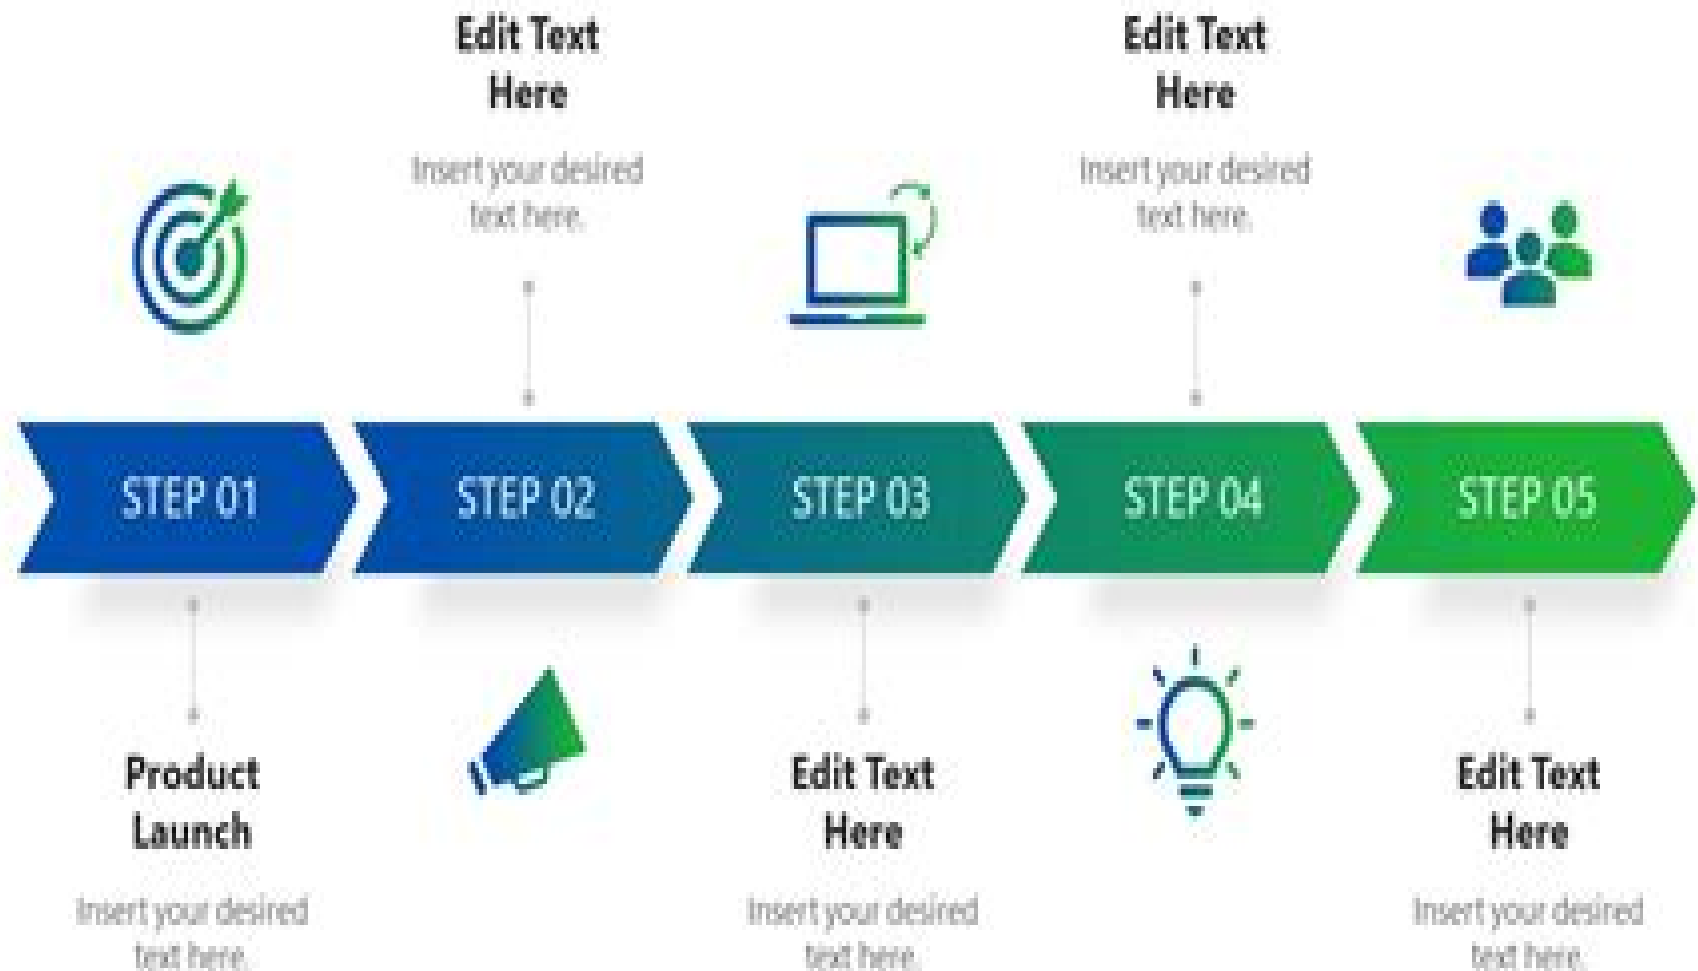 Edit Text
Here
Insert your desired
text here.
Edit Text
Here
Insert your desired
text here.
STEP 01
STEP 02
STEP 03
STEP 04
STEP 05
Product
Launch
Insert your desired
text here.
Edit Text
Here
Insert your desired
text here.
Edit Text
Here
Insert your desired
text here.